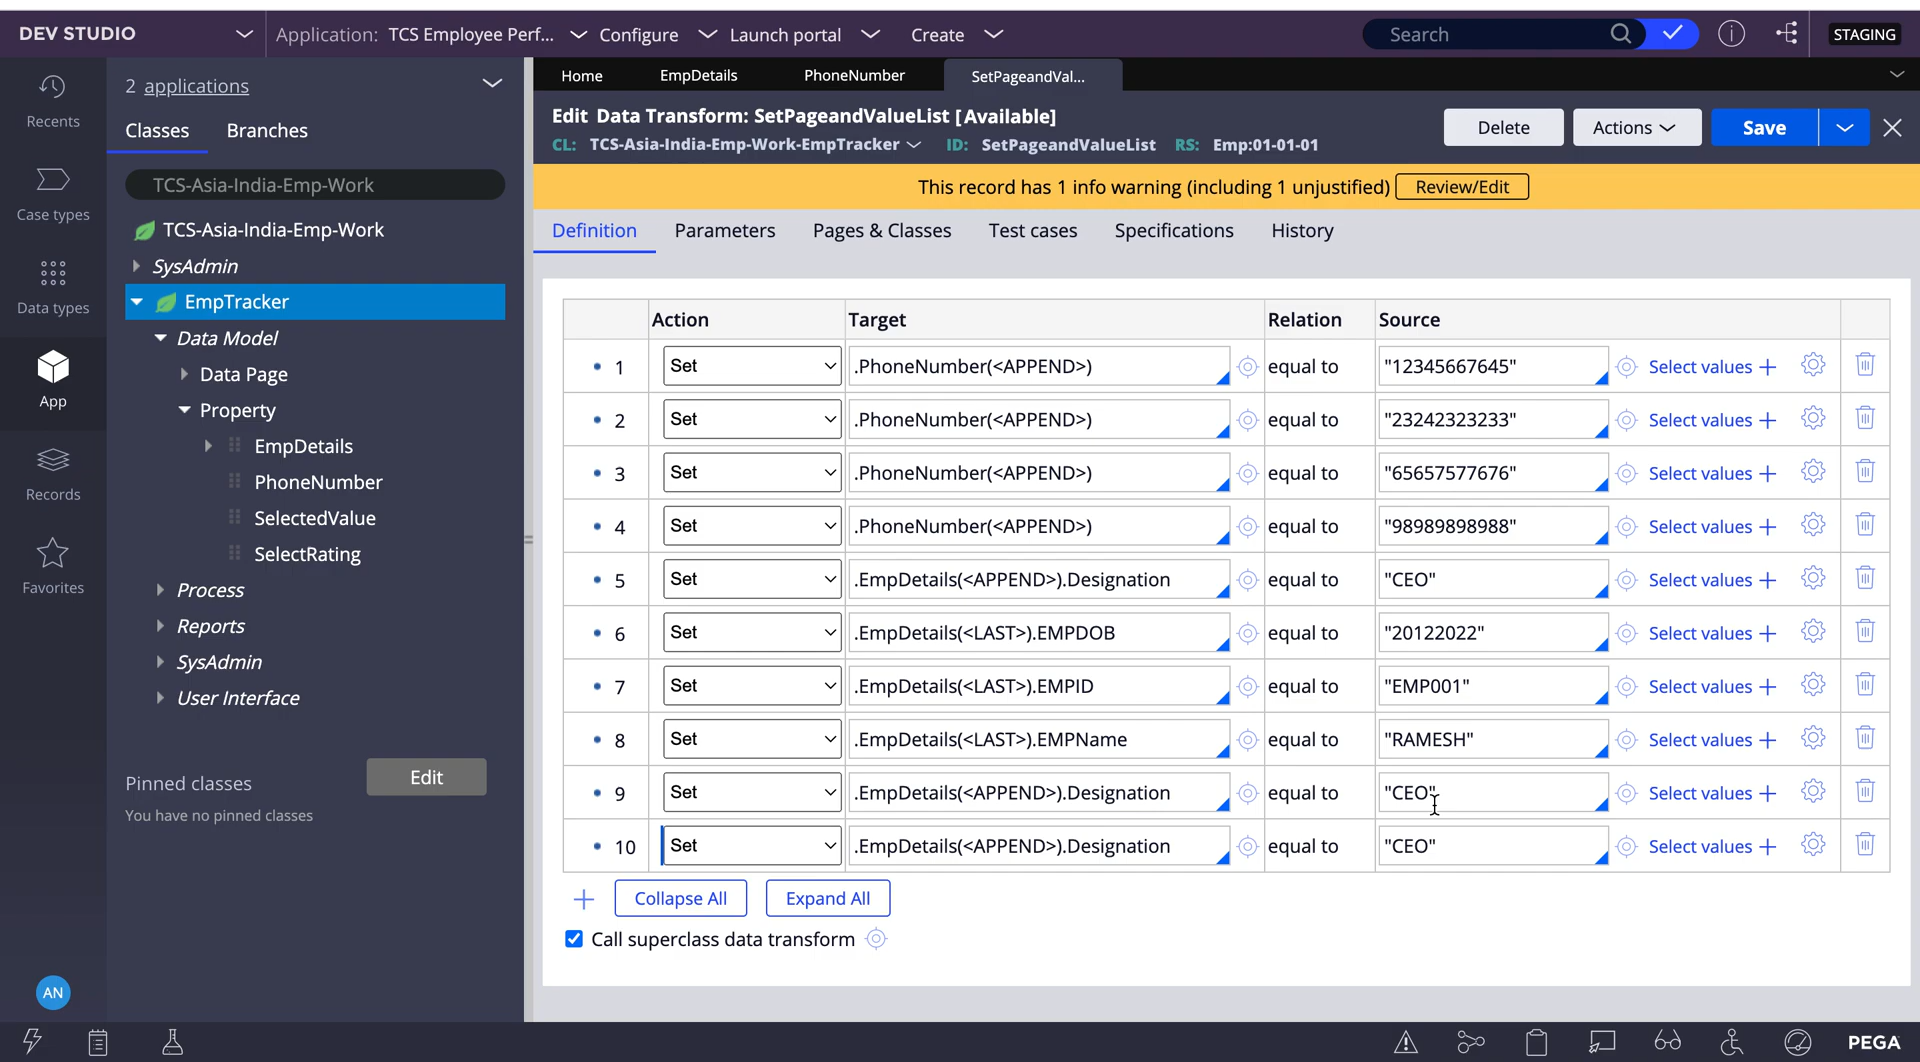 DEV STUDIO
Application: TCS Employee Perf...
Configure
Launch portal
Create
Search
STAGING
Recents
Case types
Data types
App
Records
Favorites
AN
2 applications
Classes
Branches
TCS-Asia-India-Emp-Work
TCS-Asia-India-Emp-Work
SysAdmin
EmpTracker
Data Model
Data Page
Property
EmpDetails
PhoneNumber
SelectedValue
SelectRating
Process
Reports
SysAdmin
User Interface
Pinned classes
Edit
You have no pinned classes
Home
EmpDetails
PhoneNumber
SetPageandVal...
Edit Data Transform: SetPageandValueList [Available]
CL: TCS-Asia-India-Emp-Work-EmpTracker ID: SetPageandValueList RS: Emp:01-01-01
Delete
Actions
Save
This record has 1 info warning (including 1 unjustified) Review/Edit
Definition
Parameters
Pages & Classes
Test cases
Specifications
History
Action Target Relation Source
1 Set .PhoneNumber(<APPEND>) equal to "12345667645" Select values
2 Set .PhoneNumber(<APPEND>) equal to "23242323233" Select values
3 Set .PhoneNumber(<APPEND>) equal to "65657577676" Select values
4 Set .PhoneNumber(<APPEND>) equal to "98989898988" Select values
5 Set .EmpDetails(<APPEND>).Designation equal to "CEO" Select values
6 Set .EmpDetails(<LAST>).EMPDOB equal to "20122022" Select values
7 Set .EmpDetails(<LAST>).EMPID equal to "EMP001" Select values
8 Set .EmpDetails(<LAST>).EMPName equal to "RAMESH" Select values
9 Set .EmpDetails(<APPEND>).Designation equal to "CEO" Select values
10 Set .EmpDetails(<APPEND>).Designation equal to "CEO" Select values
Collapse All
Expand All
Call superclass data transform
PEGA